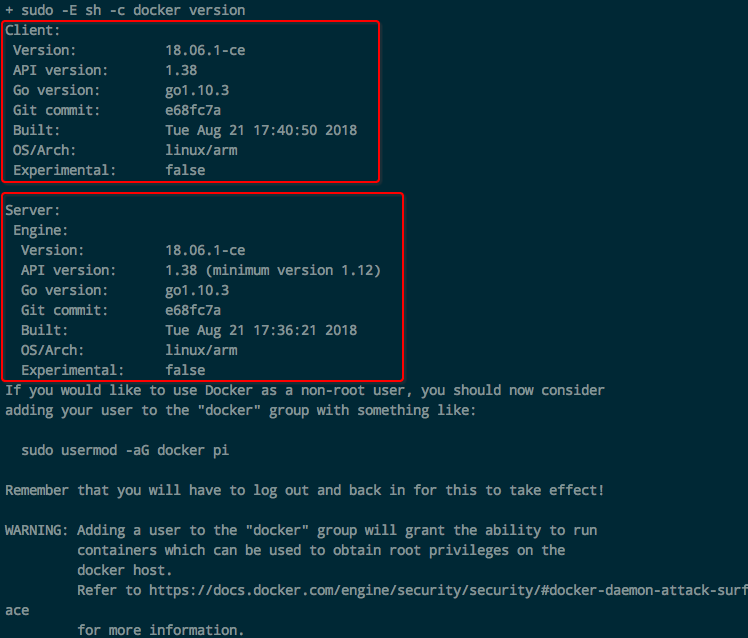 + sudo -E sh -c docker version
Client:
 Version:           18.06.1-ce
 API version:       1.38
 Go version:        go1.10.3
 Git commit:        e68fc7a
 Built:             Tue Aug 21 17:40:50 2018
 OS/Arch:           linux/arm
 Experimental:      false

Server:
 Engine:
  Version:          18.06.1-ce
  API version:      1.38 (minimum version 1.12)
  Go version:       go1.10.3
  Git commit:       e68fc7a
  Built:            Tue Aug 21 17:36:21 2018
  OS/Arch:          linux/arm
  Experimental:     false
If you would like to use Docker as a non-root user, you should now consider
adding your user to the "docker" group with something like:

  sudo usermod -aG docker pi

Remember that you will have to log out and back in for this to take effect!

WARNING: Adding a user to the "docker" group will grant the ability to run
         containers which can be used to obtain root privileges on the
         docker host.
         Refer to https://docs.docker.com/engine/security/security/#docker-daemon-attack-surf
ace
         for more information.